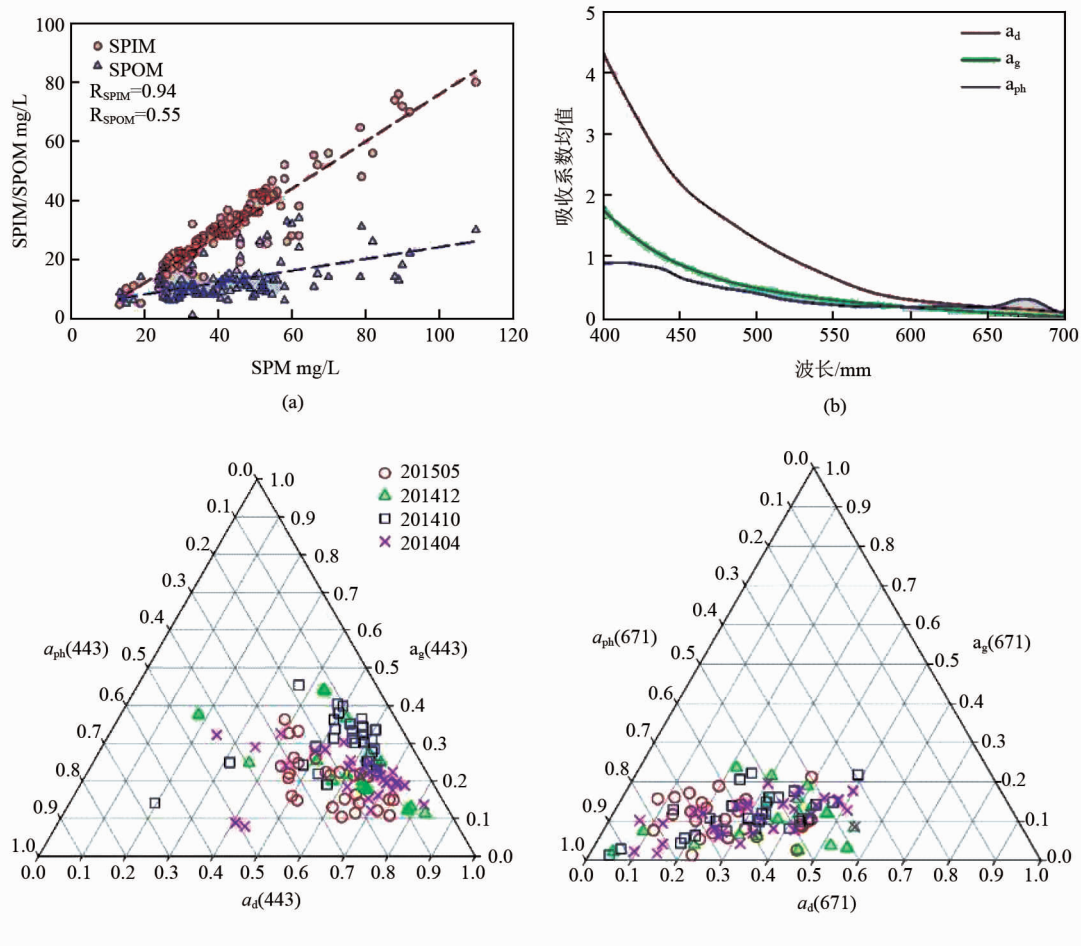 100
80
60
40
20
0
SPIM/SPOM mg/L
SPIM
SPOM
R_SPIM=0.94
R_SPOM=0.55
0 20 40 60 80 100 120
SPM mg/L
(a)
5
4
3
2
1
0
吸收系数均值
a_d
a_g
a_ph
400 450 500 550 600 650 700
波长/mm
(b)
201505
201412
201410
201404
0.0 1.0
0.1 0.9
0.2 0.8
0.3 0.7
0.4 0.6
a_ph(443) 0.5 0.5 a_g(443)
0.6 0.4
0.7 0.3
0.8 0.2
0.9 0.1
1.0 0.0
0.0 0.1 0.2 0.3 0.4 0.5 0.6 0.7 0.8 0.9 1.0
a_d(443)
0.0 1.0
0.1 0.9
0.2 0.8
0.3 0.7
0.4 0.6
a_ph(671) 0.5 0.5 a_g(671)
0.6 0.4
0.7 0.3
0.8 0.2
0.9 0.1
1.0 0.0
0.0 0.1 0.2 0.3 0.4 0.5 0.6 0.7 0.8 0.9 1.0
a_d(671)